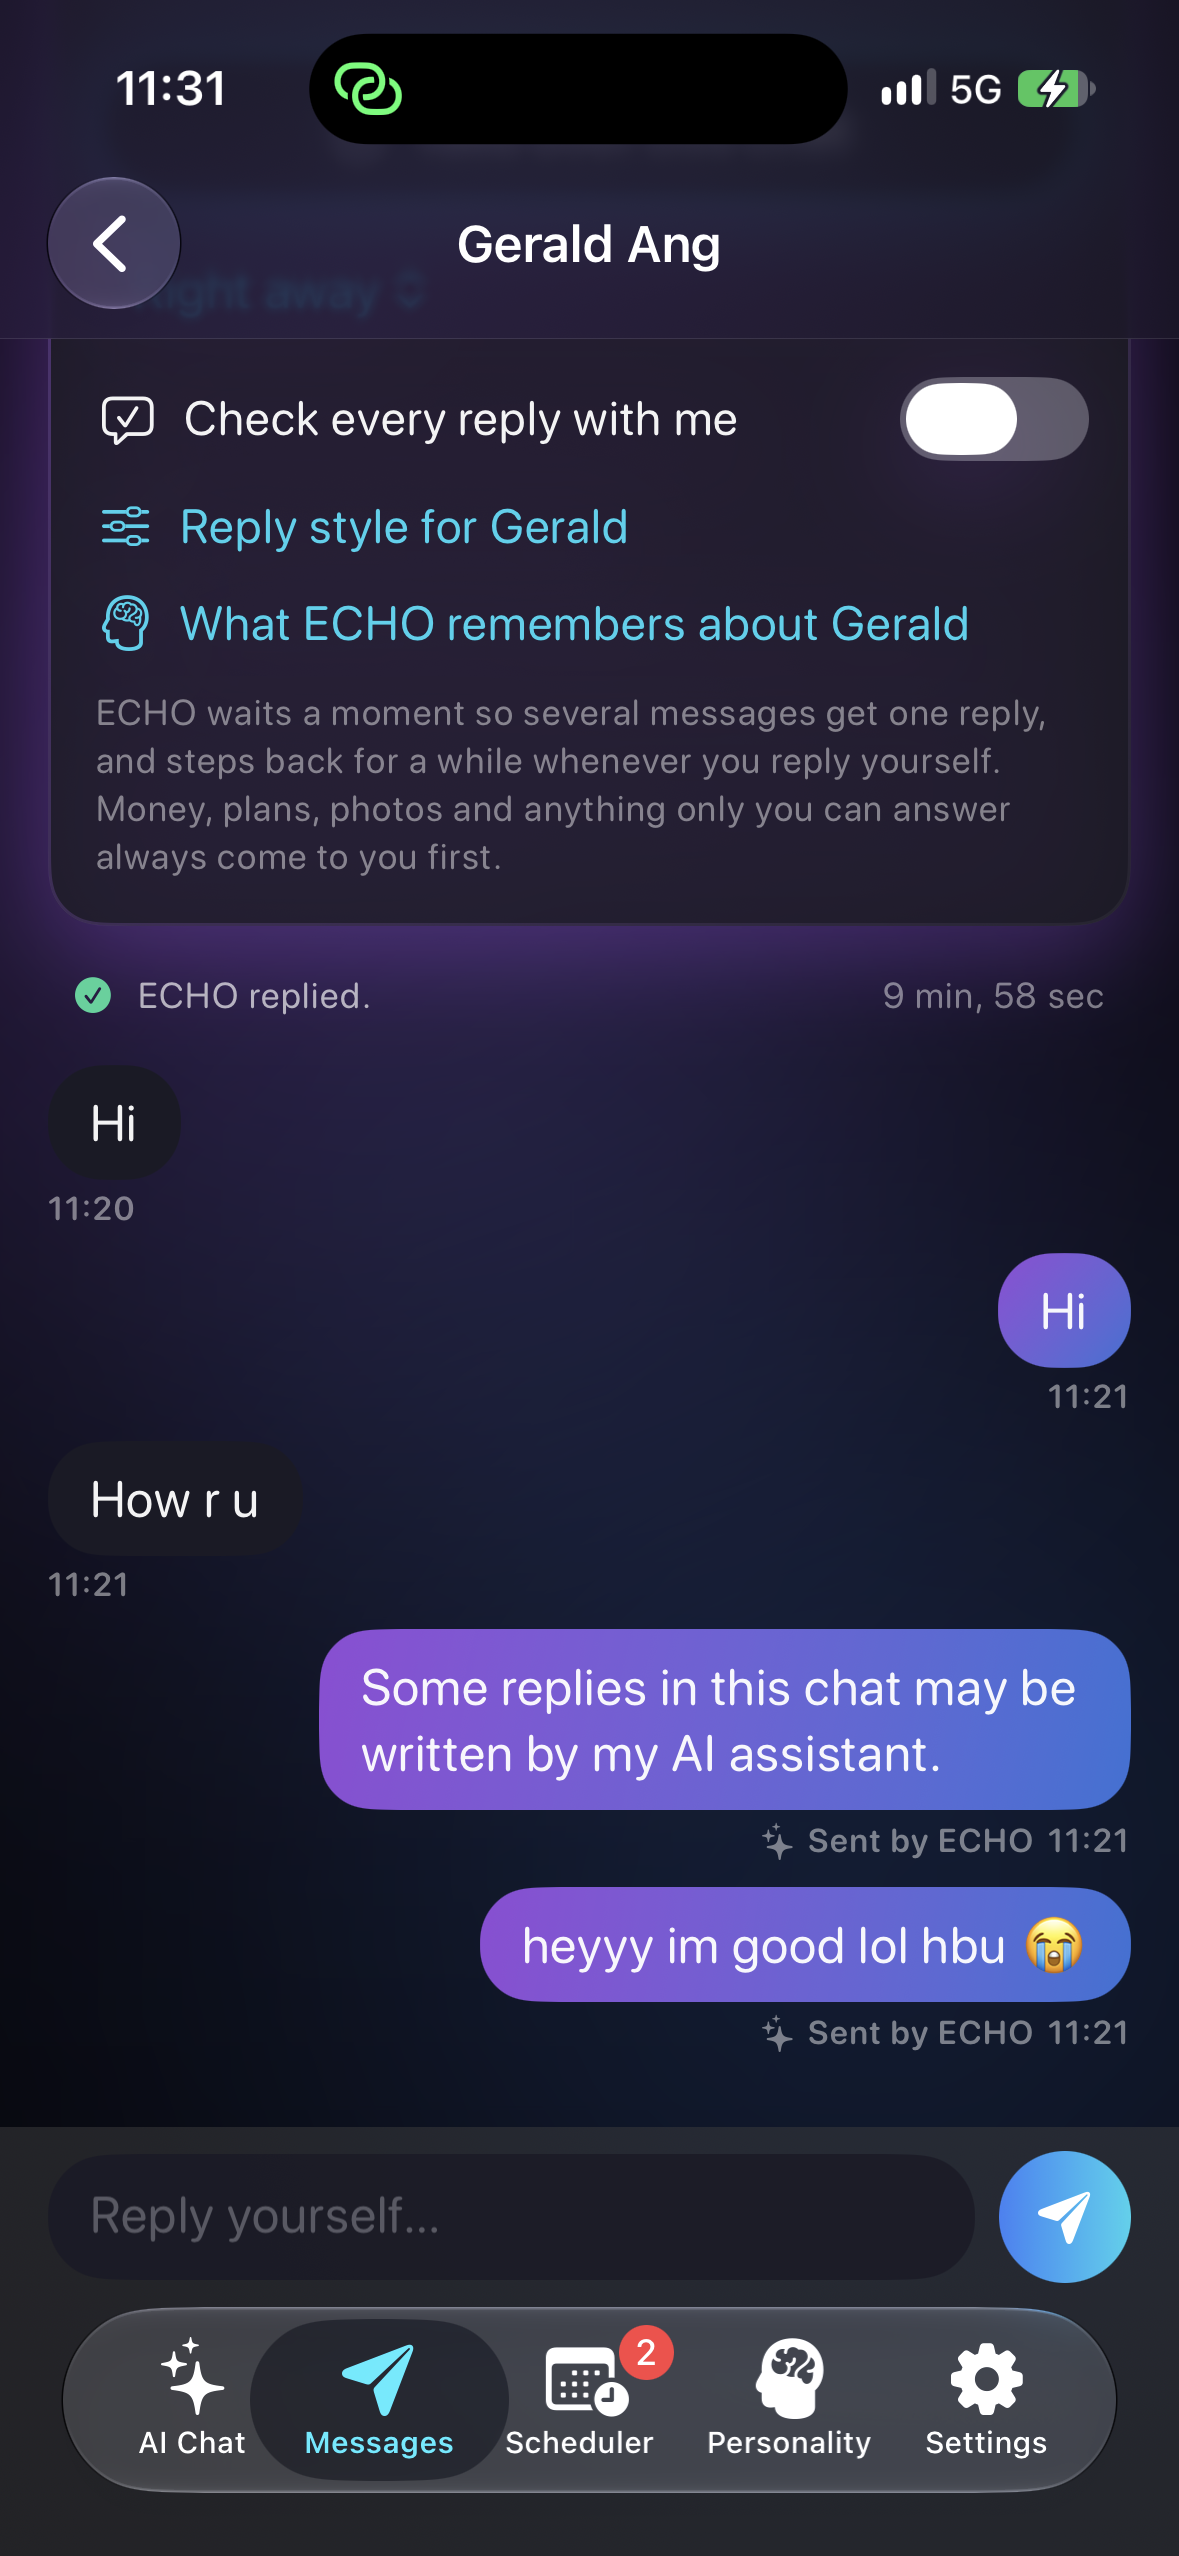 11:31
5G
Gerald Ang
Right away
Check every reply with me
Reply style for Gerald
What ECHO remembers about Gerald
ECHO waits a moment so several messages get one reply,
and steps back for a while whenever you reply yourself.
Money, plans, photos and anything only you can answer
always come to you first.
ECHO replied.
9 min, 58 sec
Hi
11:20
Hi
11:21
How r u
11:21
Some replies in this chat may be
written by my AI assistant.
Sent by ECHO 11:21
heyyy im good lol hbu 😭
Sent by ECHO 11:21
Reply yourself...
2
AI Chat
Messages
Scheduler
Personality
Settings